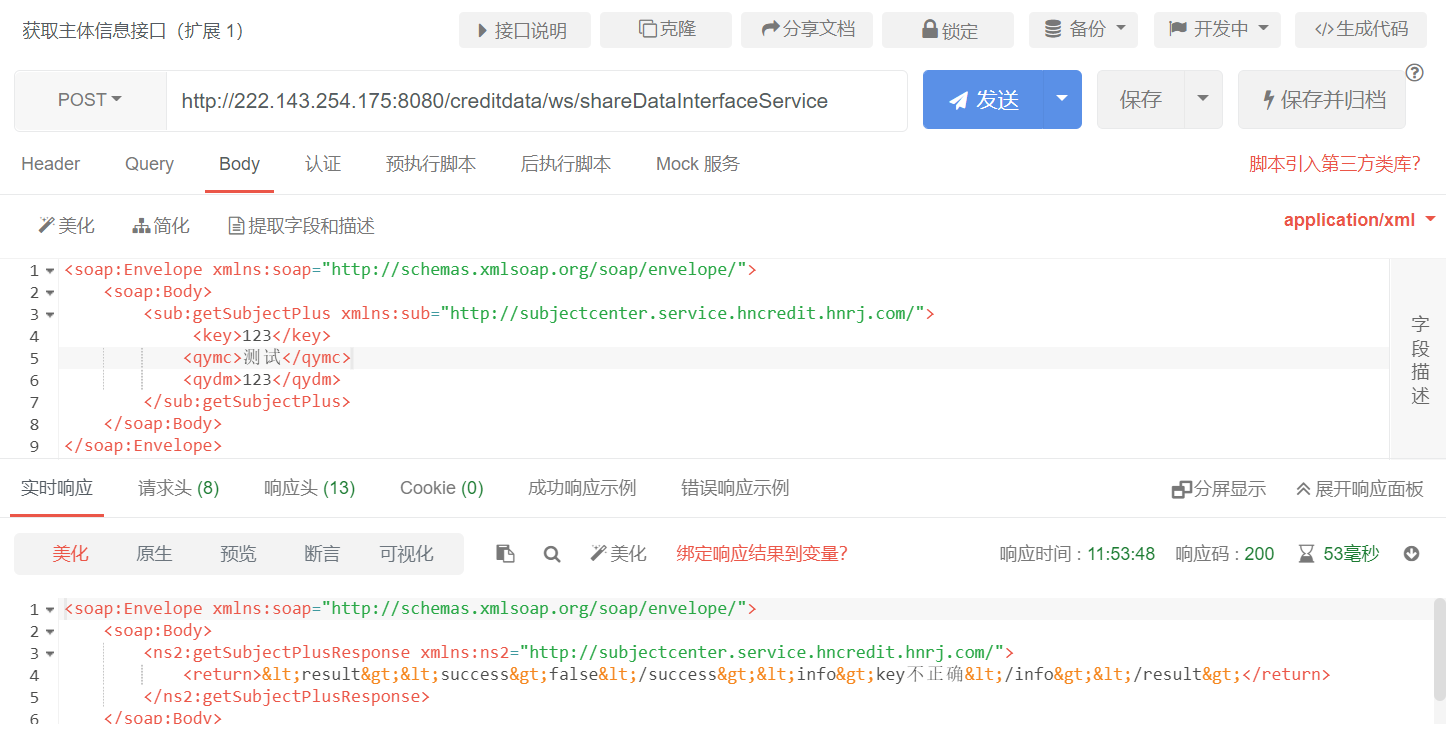 获取主体信息接口（扩展 1） 接口说明 克隆 分享文档 锁定 备份 开发中 </>生成代码
POST http://222.143.254.175:8080/creditdata/ws/shareDataInterfaceService 发送 保存 保存并归档 ?
Header Query Body 认证 预执行脚本 后执行脚本 Mock 服务 脚本引入第三方类库?
美化 简化 提取字段和描述 application/xml
1 <soap:Envelope xmlns:soap="http://schemas.xmlsoap.org/soap/envelope/">
2 <soap:Body>
3 <sub:getSubjectPlus xmlns:sub="http://subjectcenter.service.hncredit.hnrj.com/">
4 <key>123</key>
5 <qymc>测试</qymc>
6 <qydm>123</qydm>
7 </sub:getSubjectPlus>
8 </soap:Body>
9 </soap:Envelope>
字段描述
实时响应 请求头 (8) 响应头 (13) Cookie (0) 成功响应示例 错误响应示例 分屏显示 展开响应面板
美化 原生 预览 断言 可视化 美化 绑定响应结果到变量? 响应时间 : 11:53:48 响应码 : 200 53毫秒
1 <soap:Envelope xmlns:soap="http://schemas.xmlsoap.org/soap/envelope/">
2 <soap:Body>
3 <ns2:getSubjectPlusResponse xmlns:ns2="http://subjectcenter.service.hncredit.hnrj.com/">
4 <return>&lt;result&gt;&lt;success&gt;false&lt;/success&gt;&lt;info&gt;key不正确&lt;/info&gt;&lt;/result&gt;</return>
5 </ns2:getSubjectPlusResponse>
6 </soap:Body>